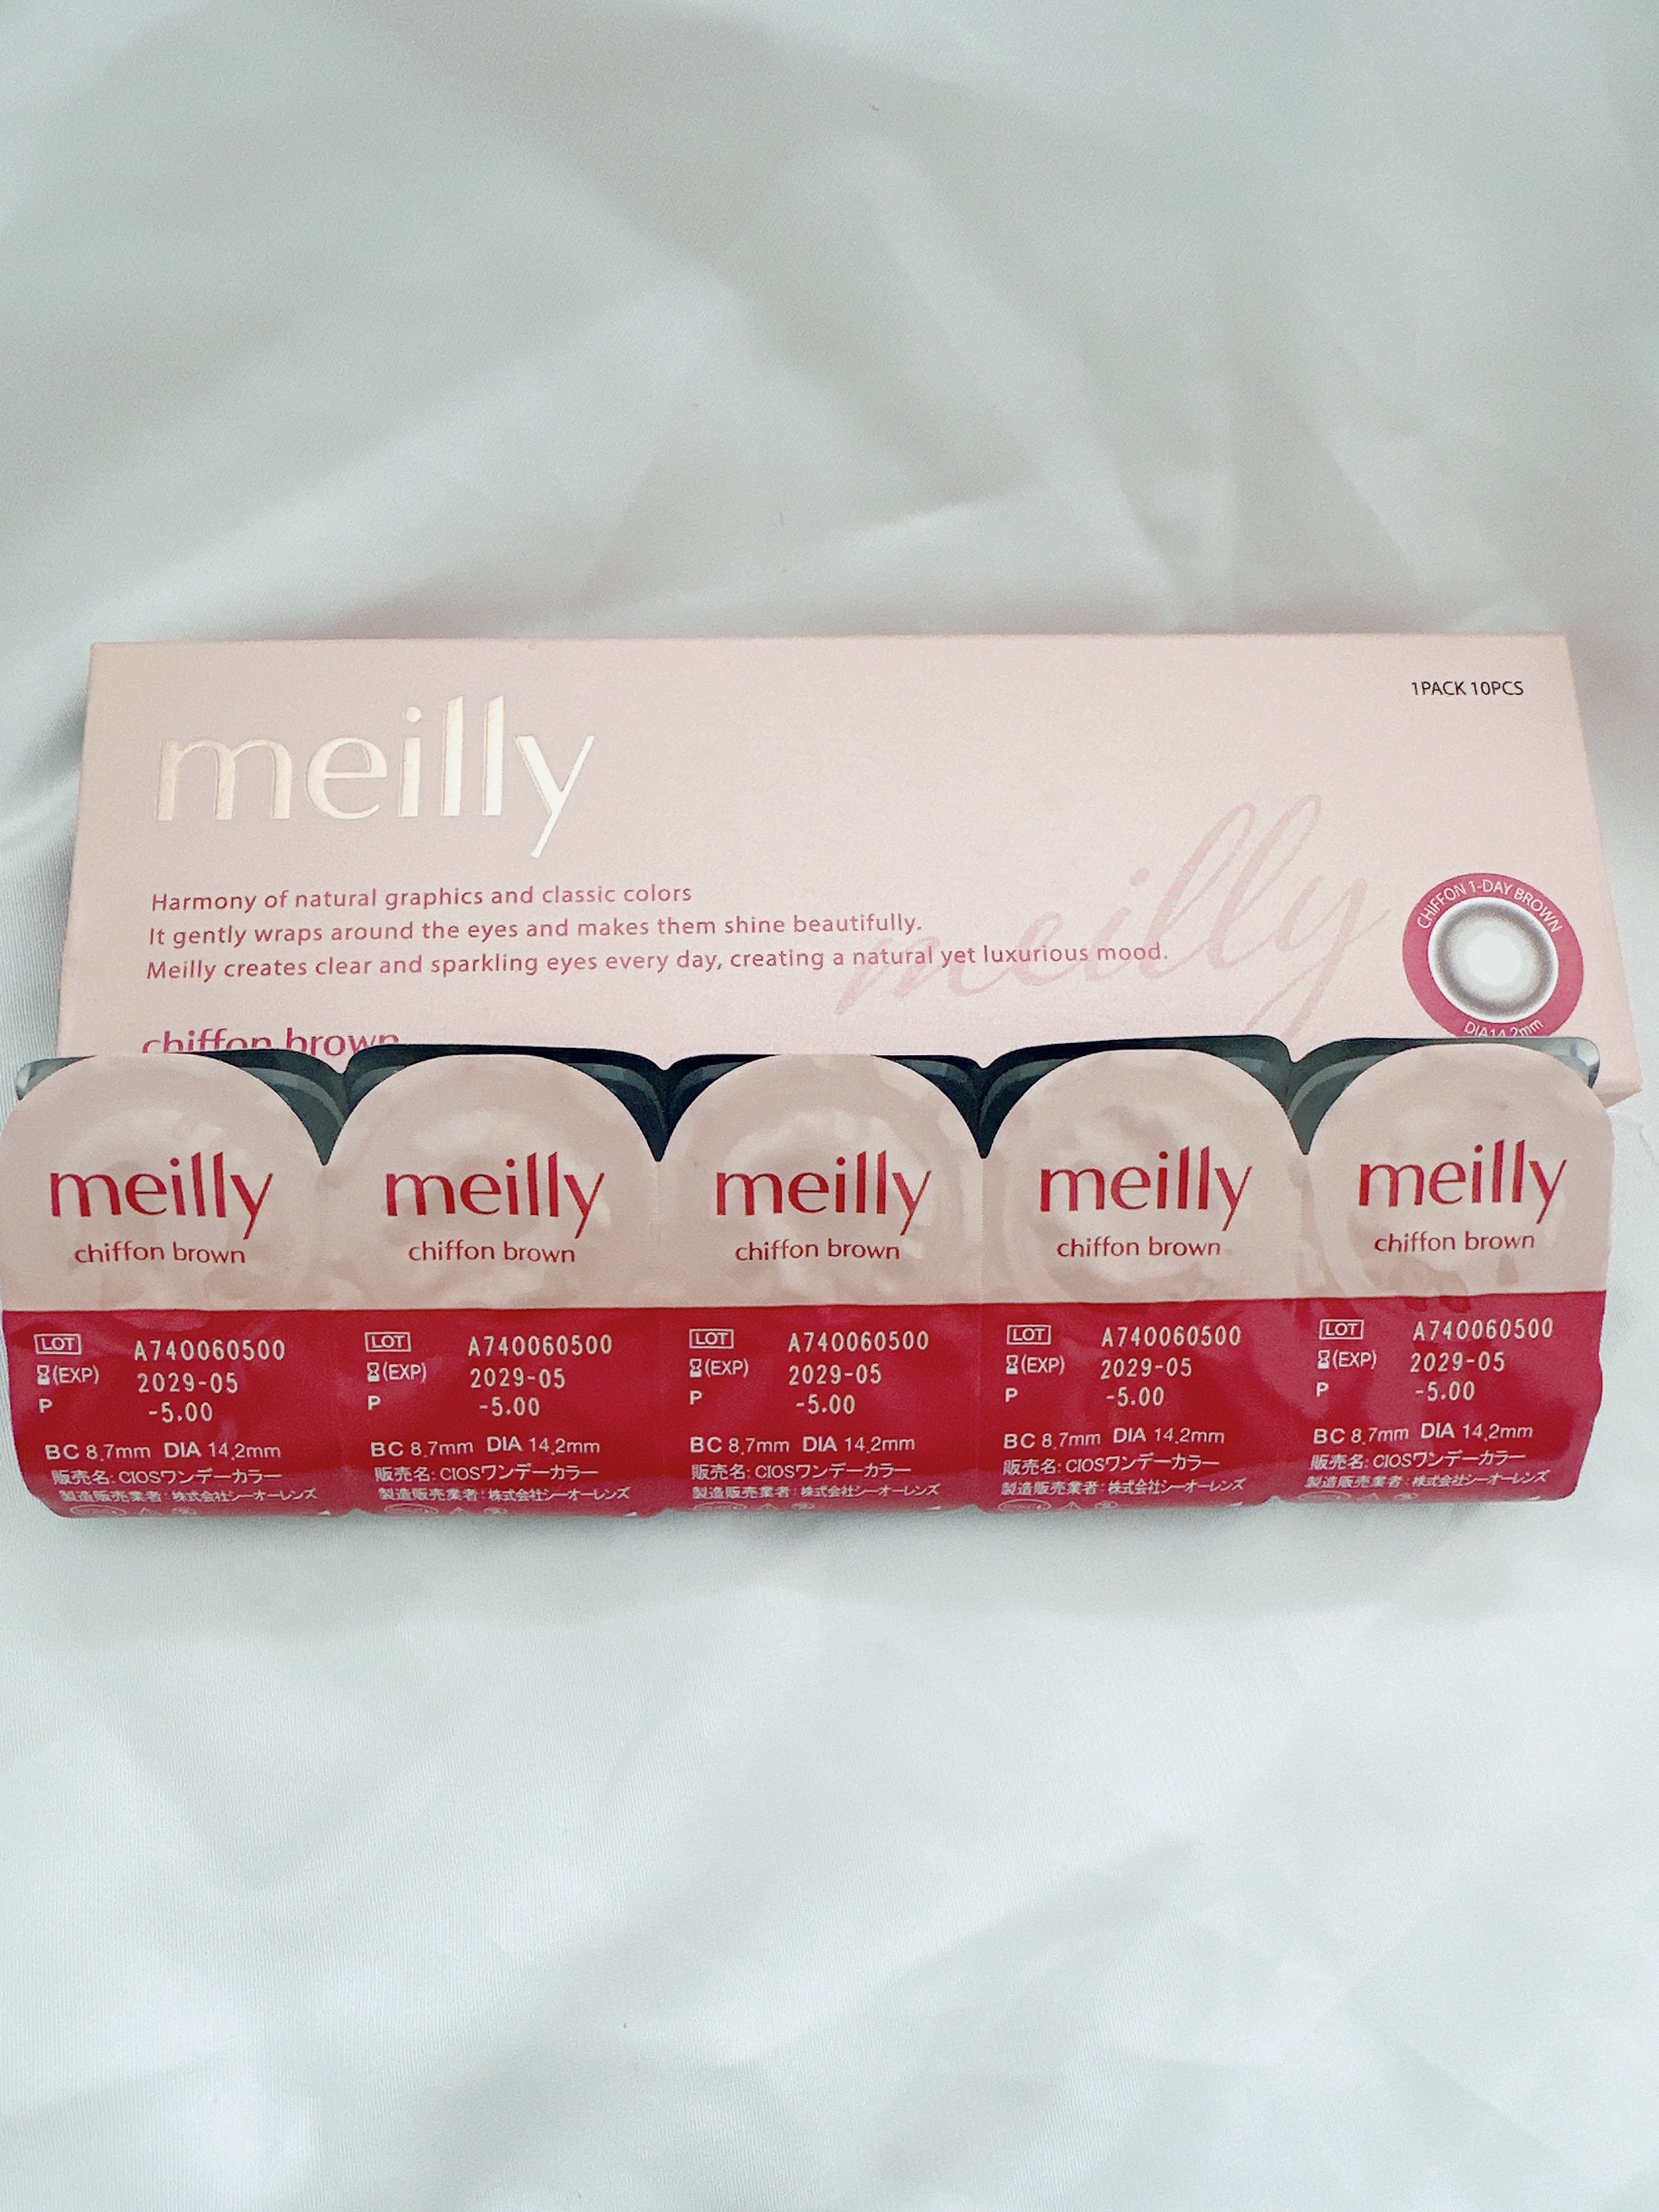 1PACK 10PCS
meilly
Harmony of natural graphics and classic colors
It gently wraps around the eyes and makes them shine beautifully.
Meilly creates clear and sparkling eyes every day, creating a natural yet luxurious mood.
meilly
CHIFFON 1-DAY BROWN
DIA14.2mm
chiffon brown
meilly
chiffon brown
LOT A740060500
(EXP) 2029-05
P -5.00
BC 8.7mm DIA 14.2mm
販売名: CIOSワンデーカラー
製造販売業者:株式会社シーオーレンズ
meilly
chiffon brown
LOT A740060500
(EXP) 2029-05
P -5.00
BC 8.7mm DIA 14.2mm
販売名: CIOSワンデーカラー
製造販売業者:株式会社シーオーレンズ
meilly
chiffon brown
LOT A740060500
(EXP) 2029-05
P -5.00
BC 8.7mm DIA 14.2mm
販売名: CIOSワンデーカラー
製造販売業者:株式会社シーオーレンズ
meilly
chiffon brown
LOT A740060500
(EXP) 2029-05
P -5.00
BC 8.7mm DIA 14.2mm
販売名: CIOSワンデーカラー
製造販売業者:株式会社シーオーレンズ
meilly
chiffon brown
LOT A740060500
(EXP) 2029-05
P -5.00
BC 8.7mm DIA 14.2mm
販売名: CIOSワンデーカラー
製造販売業者:株式会社シーオーレンズ